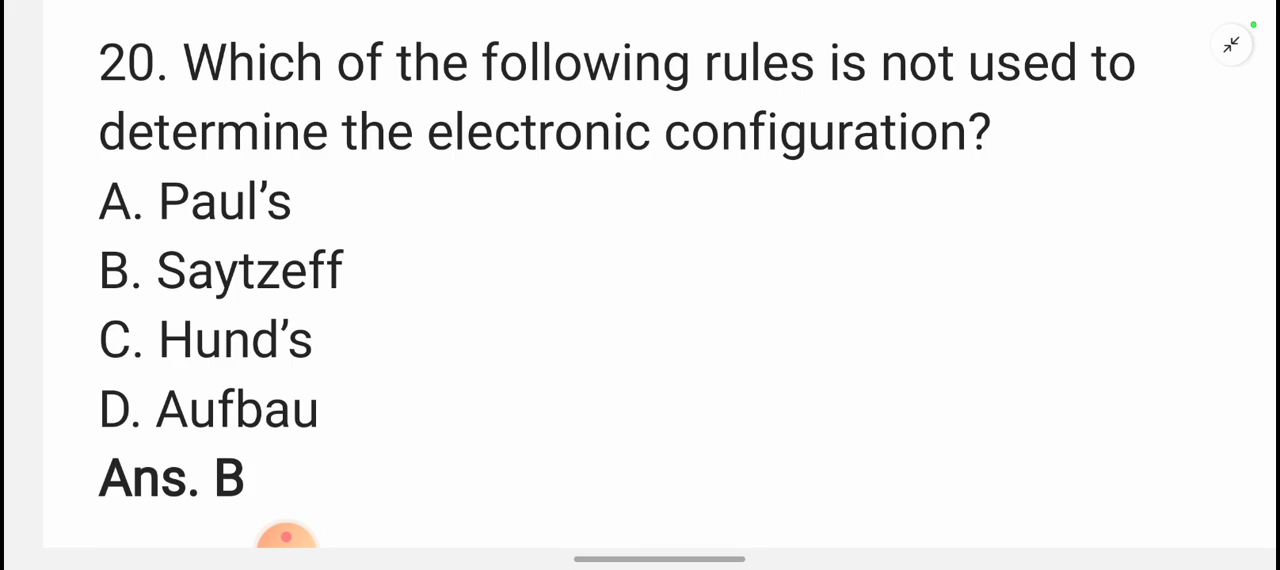 20. Which of the following rules is not used to
determine the electronic configuration?
A. Paul’s
B. Saytzeff
C. Hund’s
D. Aufbau
Ans. B